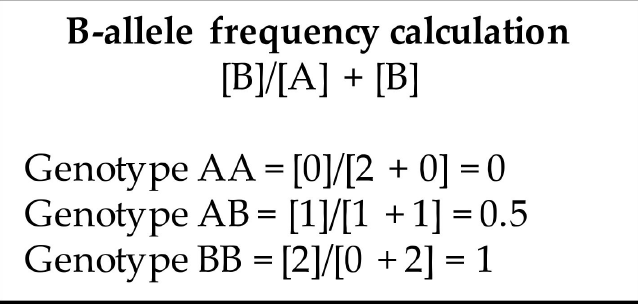 B-allele frequency calculation
[B]/[A] + [B]
Genotype AA = [0]/[2 + 0] = 0
Genotype AB = [1]/[1 + 1] = 0.5
Genotype BB = [2]/[0 + 2] = 1